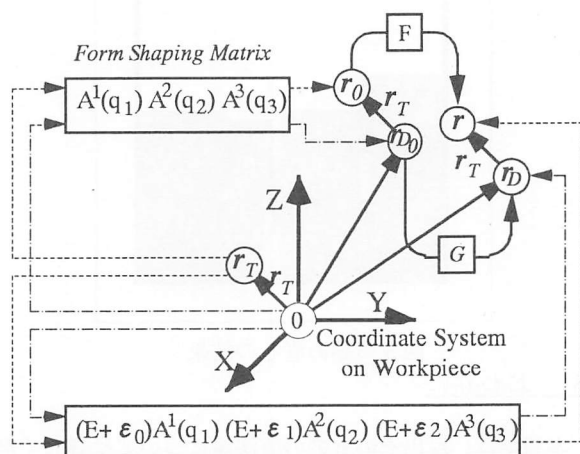 Form Shaping Matrix
A¹(q₁) A²(q₂) A³(q₃)
F
r₀
r_T
r
r_D₀
r_T
r_D
Z
G
r_T
r_T
0
Y
X
Coordinate System
on Workpiece
(E+ ε₀)A¹(q₁) (E+ε₁)A²(q₂) (E+ε₂)A³(q₃)